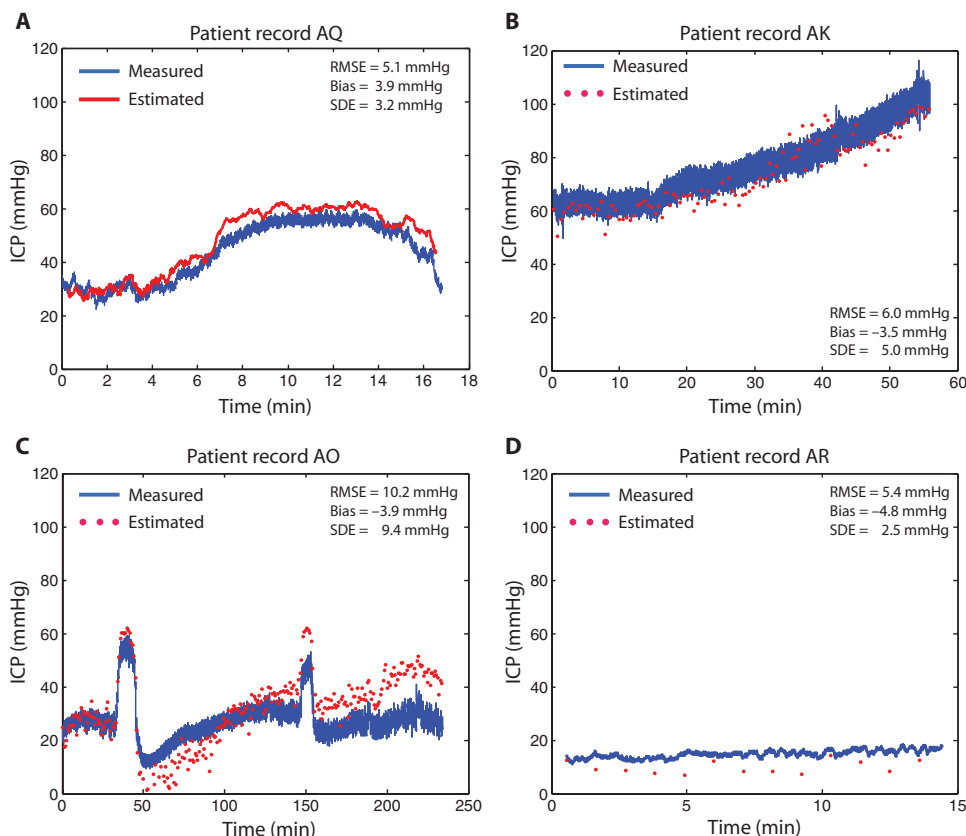 A
Patient record AQ
120
100
80
60
40
20
0
ICP (mmHg)
Measured
Estimated
RMSE = 5.1 mmHg
Bias = 3.9 mmHg
SDE = 3.2 mmHg
0 2 4 6 8 10 12 14 16 18
Time (min)
B
Patient record AK
120
100
80
60
40
20
0
ICP (mmHg)
Measured
Estimated
RMSE = 6.0 mmHg
Bias = –3.5 mmHg
SDE = 5.0 mmHg
0 10 20 30 40 50 60
Time (min)
C
Patient record AO
120
100
80
60
40
20
0
ICP (mmHg)
Measured
Estimated
RMSE = 10.2 mmHg
Bias = –3.9 mmHg
SDE = 9.4 mmHg
0 50 100 150 200 250
Time (min)
D
Patient record AR
120
100
80
60
40
20
0
ICP (mmHg)
Measured
Estimated
RMSE = 5.4 mmHg
Bias = –4.8 mmHg
SDE = 2.5 mmHg
0 5 10 15
Time (min)